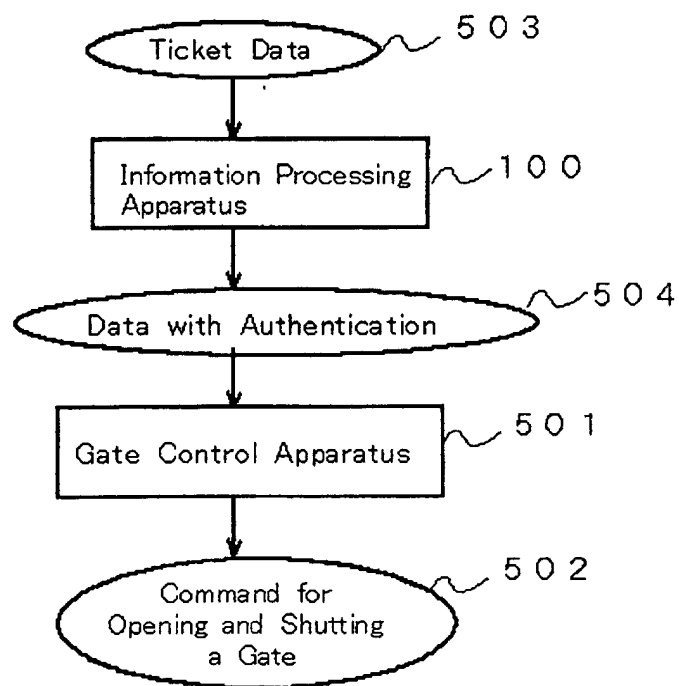 Ticket Data
503
Information Processing
Apparatus
100
Data with Authentication
504
Gate Control Apparatus
501
Command for
Opening and Shutting
a Gate
502